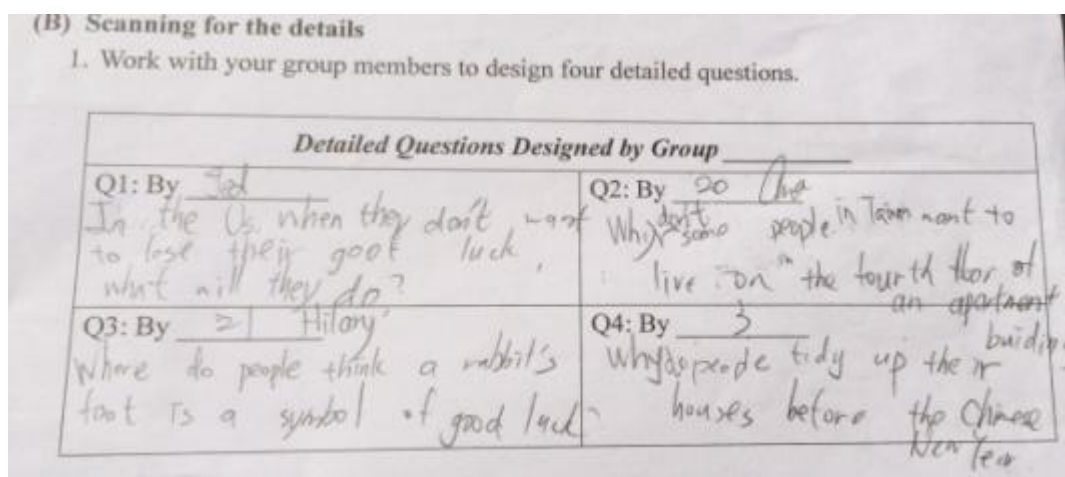 (B) Scanning for the details
1. Work with your group members to design four detailed questions.
Detailed Questions Designed by Group
Q1: By
In the Us, when they don't want
to lose their goot luck,
what will they do?
Q2: By 20
Why don't some people in Taiwan want to
live "on" the fourth floor of
an apartment
buiding
Q3: By 21 Hilary
Where do people think a rabbit's
foot is a symbol of good luck
Q4: By 3
Why do people tidy up their
houses before the Chinese
New Year